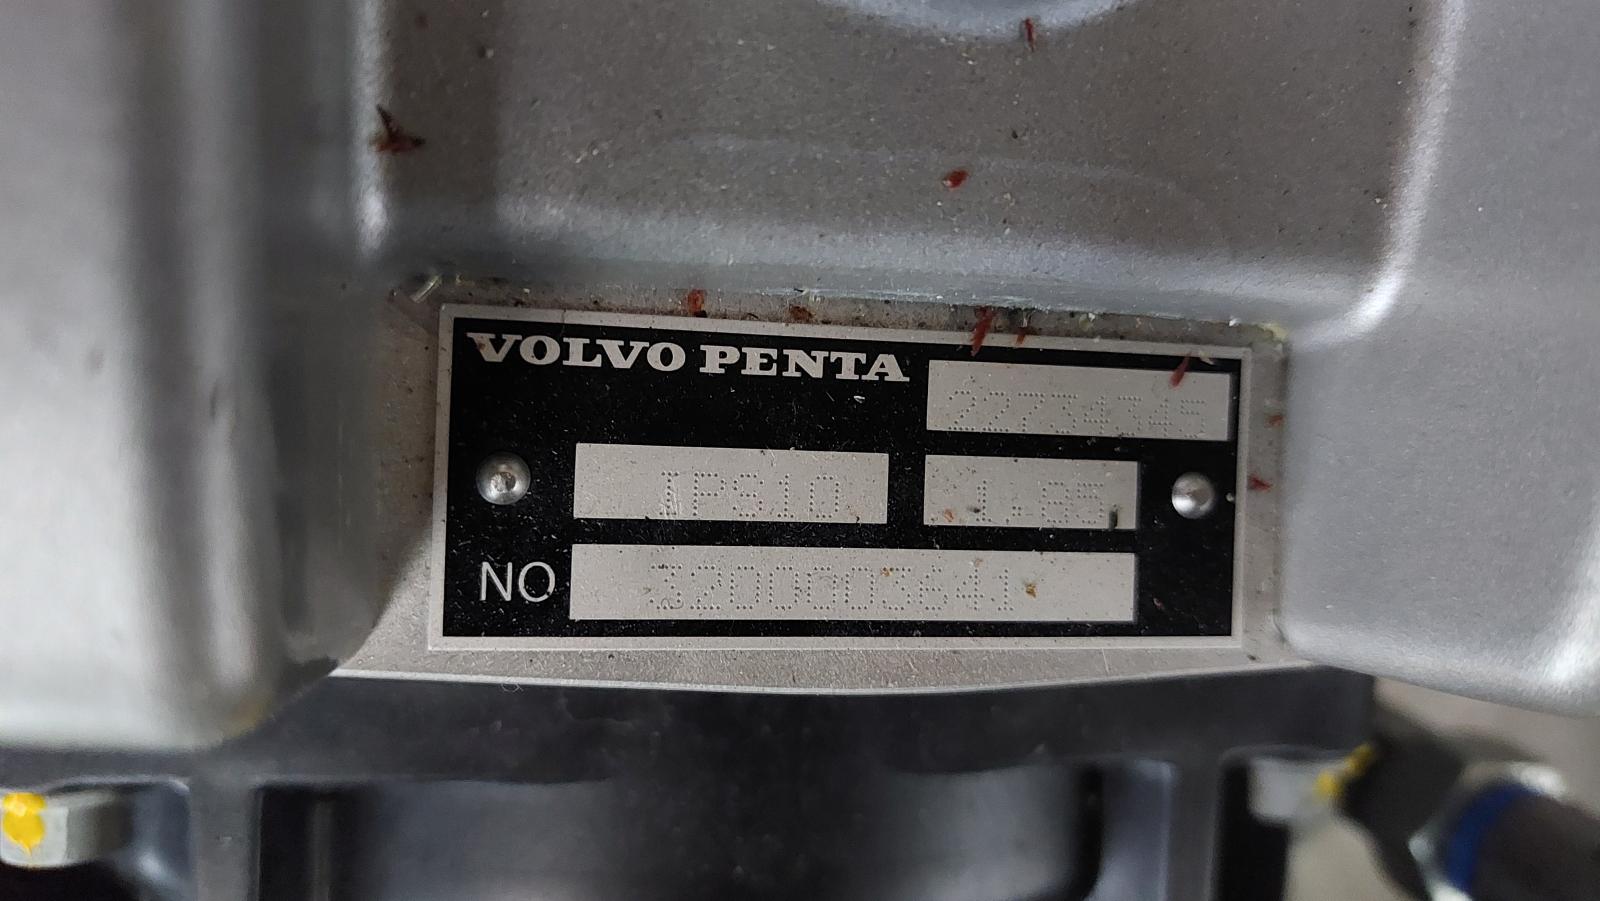 VOLVO PENTA
22734345
IPS10 1.85
NO 3200003641